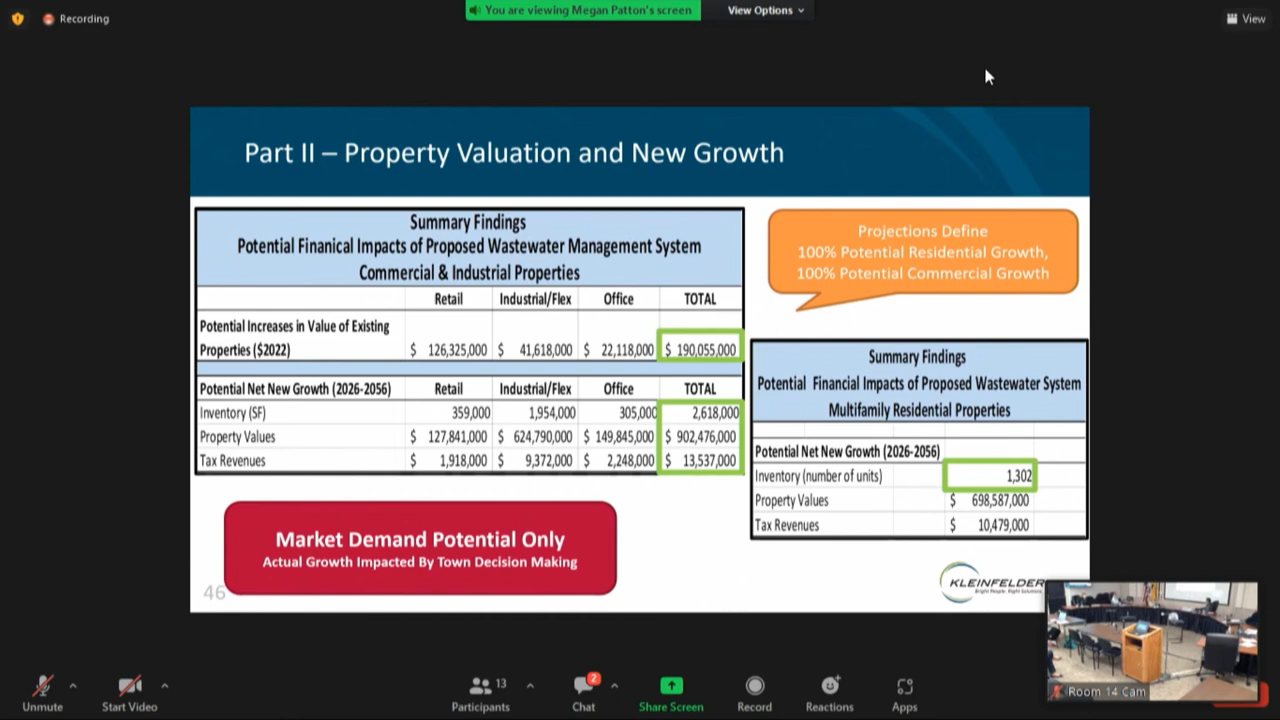 Recording
You are viewing Megan Patton's screen
View Options
View
Part II – Property Valuation and New Growth
Summary Findings
Potential Finanical Impacts of Proposed Wastewater Management System
Commercial & Industrial Properties
Retail Industrial/Flex Office TOTAL
Potential Increases in Value of Existing
Properties ($2022) $ 126,325,000 $ 41,618,000 $ 22,118,000 $ 190,055,000
Potential Net New Growth (2026-2056) Retail Industrial/Flex Office TOTAL
Inventory (SF) 359,000 1,954,000 305,000 2,618,000
Property Values $ 127,841,000 $ 624,790,000 $ 149,845,000 $ 902,476,000
Tax Revenues $ 1,918,000 $ 9,372,000 $ 2,248,000 $ 13,537,000
Projections Define
100% Potential Residential Growth,
100% Potential Commercial Growth
Summary Findings
Potential Financial Impacts of Proposed Wastewater System
Multifamily Residential Properties
Potential Net New Growth (2026-2056)
Inventory (number of units) 1,302
Property Values $ 698,587,000
Tax Revenues $ 10,479,000
Market Demand Potential Only
Actual Growth Impacted By Town Decision Making
46
KLEINFELDER
Bright People. Right Solutions.
Room 14 Cam
Unmute
Start Video
13
Participants
2
Chat
Share Screen
Record
Reactions
Apps